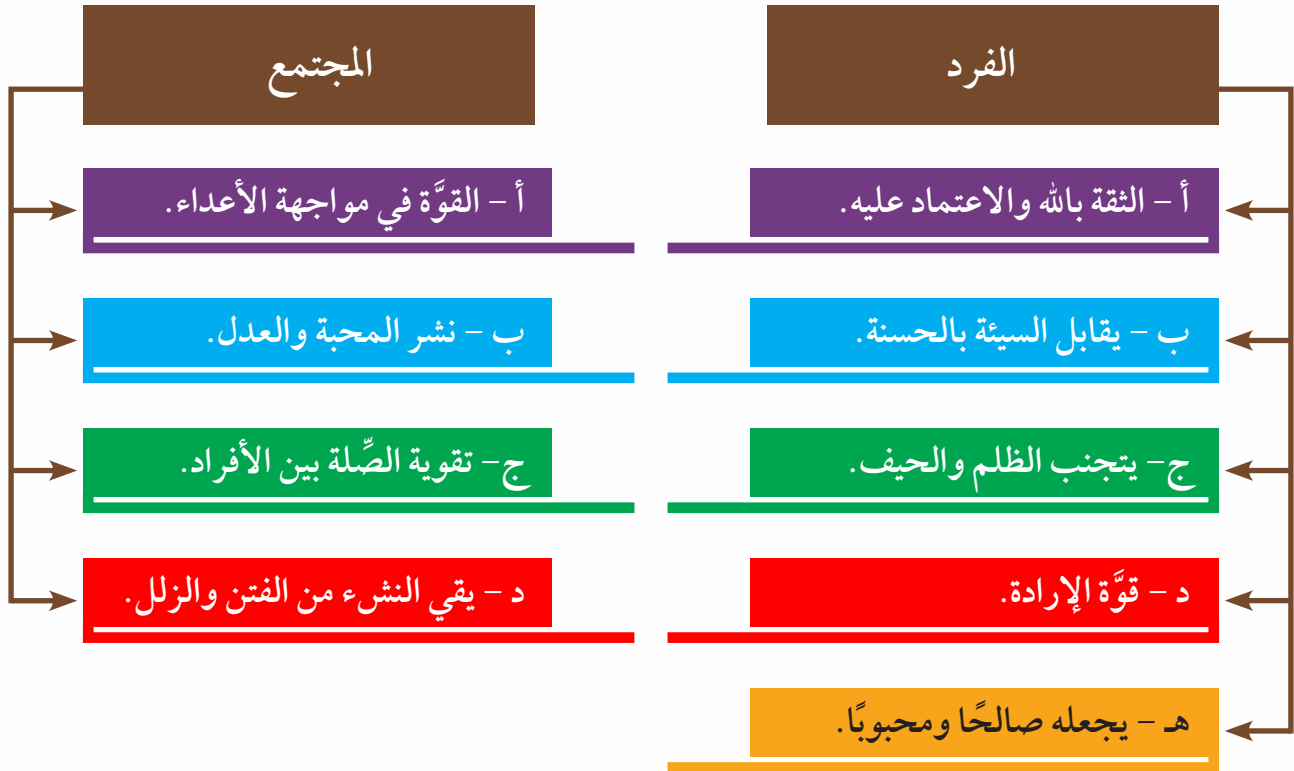 الفرد
أ – الثقة بالله والاعتماد عليه.
ب – يقابل السيئة بالحسنة.
ج – يتجنب الظلم والحيف.
د – قوَّة الإرادة.
هـ – يجعله صالحًا ومحبوبًا.
المجتمع
أ – القوَّة في مواجهة الأعداء.
ب – نشر المحبة والعدل.
ج – تقوية الصِّلة بين الأفراد.
د – يقي النشء من الفتن والزلل.